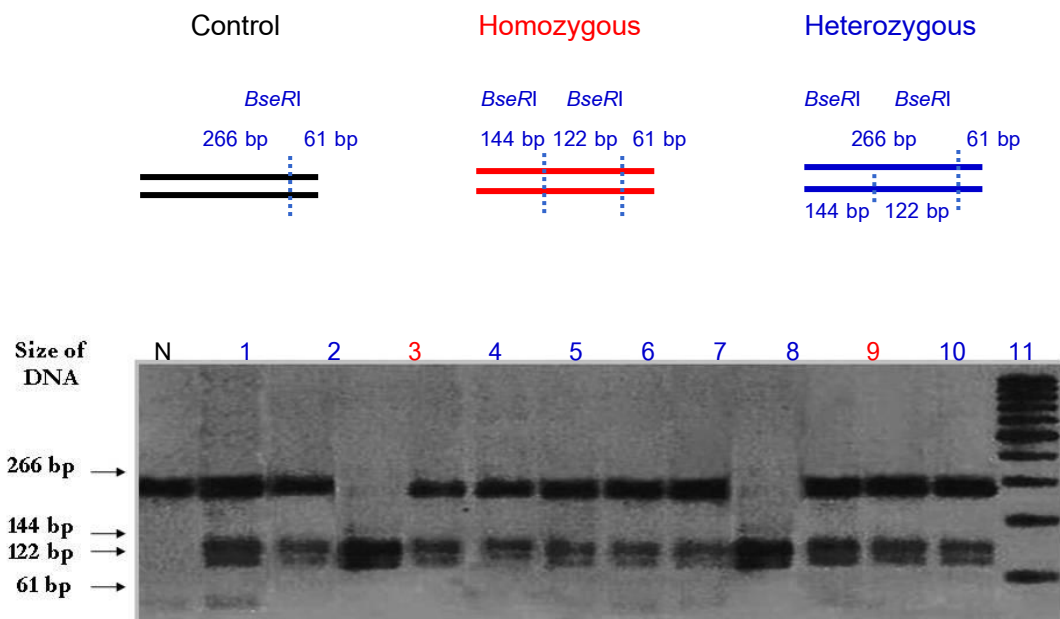 Control Homozygous Heterozygous
BseRI BseRI BseRI BseRI BseRI
266 bp 61 bp 144 bp 122 bp 61 bp 266 bp 61 bp
144 bp 122 bp
Size of DNA
N 1 2 3 4 5 6 7 8 9 10 11
266 bp
144 bp
122 bp
61 bp